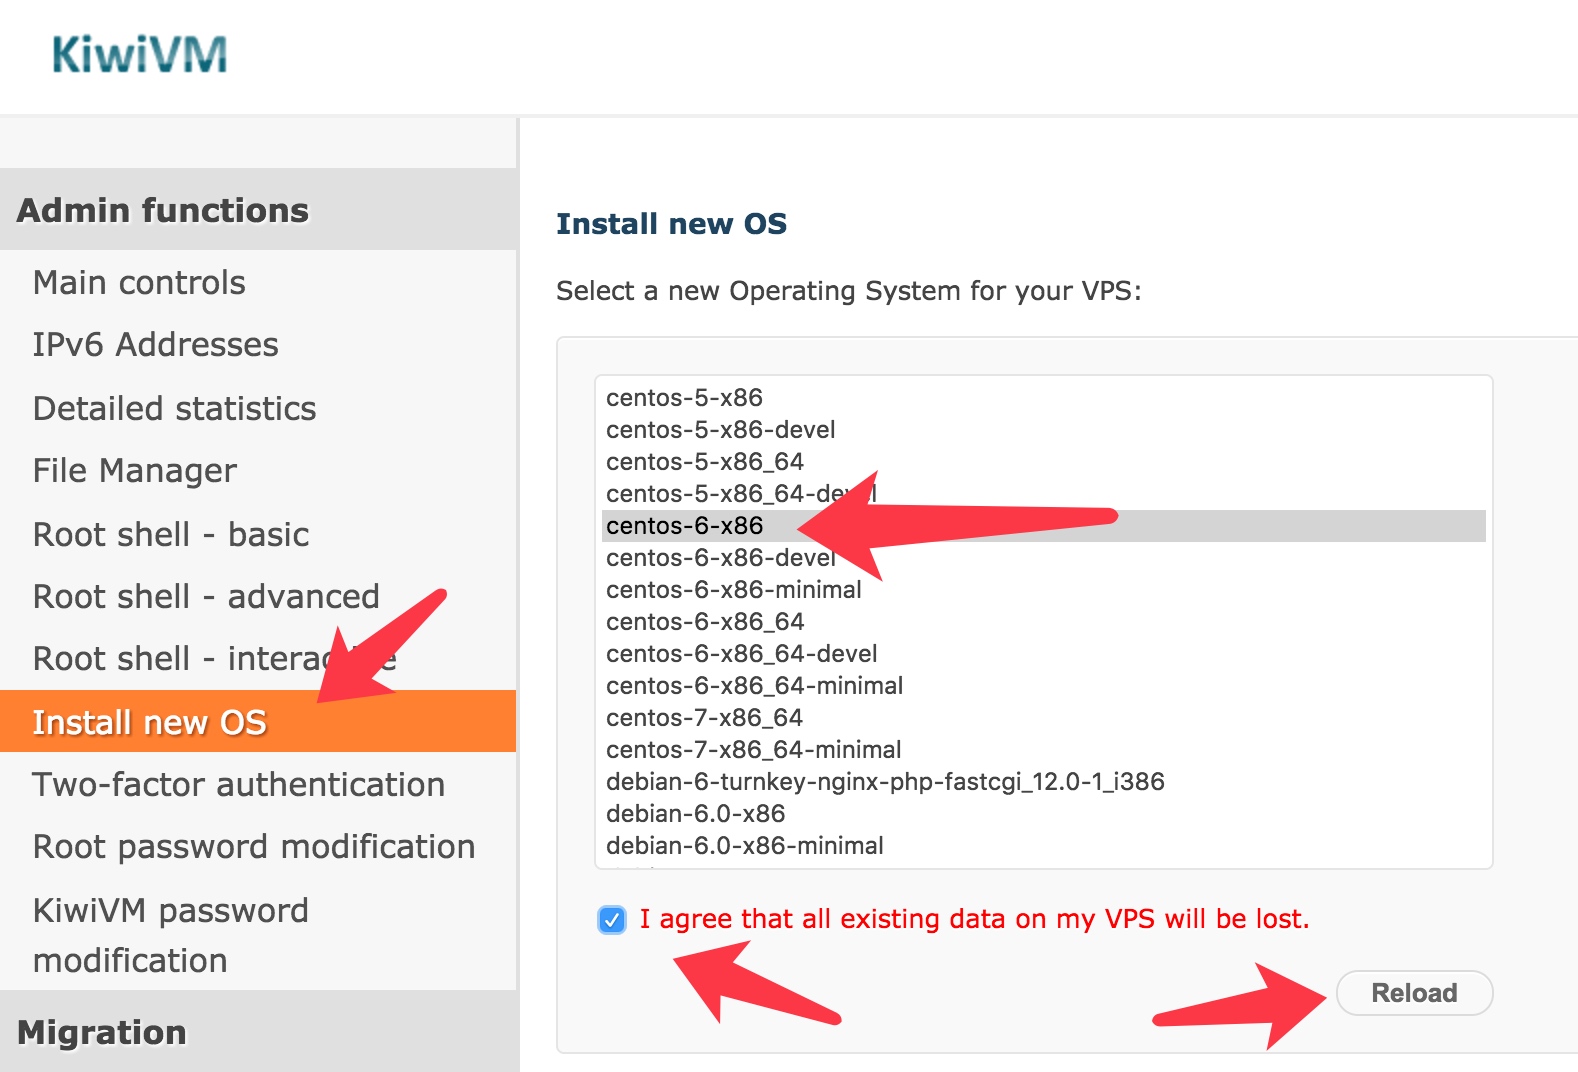 KiwiVM
Admin functions
Main controls
IPv6 Addresses
Detailed statistics
File Manager
Root shell - basic
Root shell - advanced
Root shell - interactive
Install new OS
Two-factor authentication
Root password modification
KiwiVM password
modification
Migration
Install new OS
Select a new Operating System for your VPS:
centos-5-x86
centos-5-x86-devel
centos-5-x86_64
centos-5-x86_64-devel
centos-6-x86
centos-6-x86-devel
centos-6-x86-minimal
centos-6-x86_64
centos-6-x86_64-devel
centos-6-x86_64-minimal
centos-7-x86_64
centos-7-x86_64-minimal
debian-6-turnkey-nginx-php-fastcgi_12.0-1_i386
debian-6.0-x86
debian-6.0-x86-minimal
I agree that all existing data on my VPS will be lost.
Reload